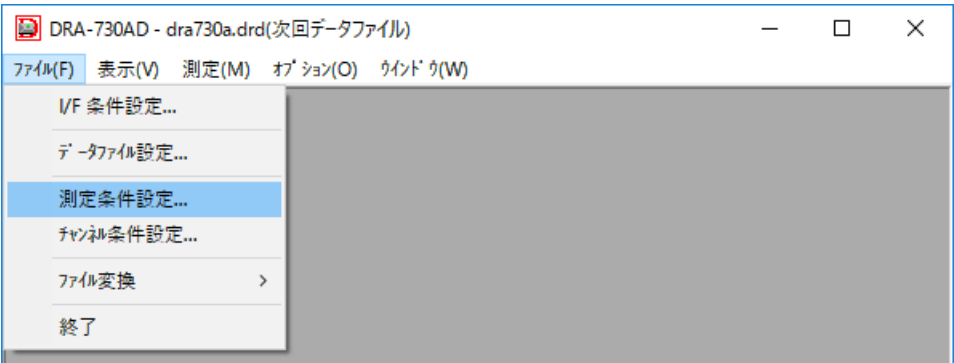 DRA-730AD - dra730a.drd(次回データファイル)
ファイル(F) 表示(V) 測定(M) オプション(O) ウインドウ(W)
I/F 条件設定...
データファイル設定...
測定条件設定...
チャンネル条件設定...
ファイル変換
終了